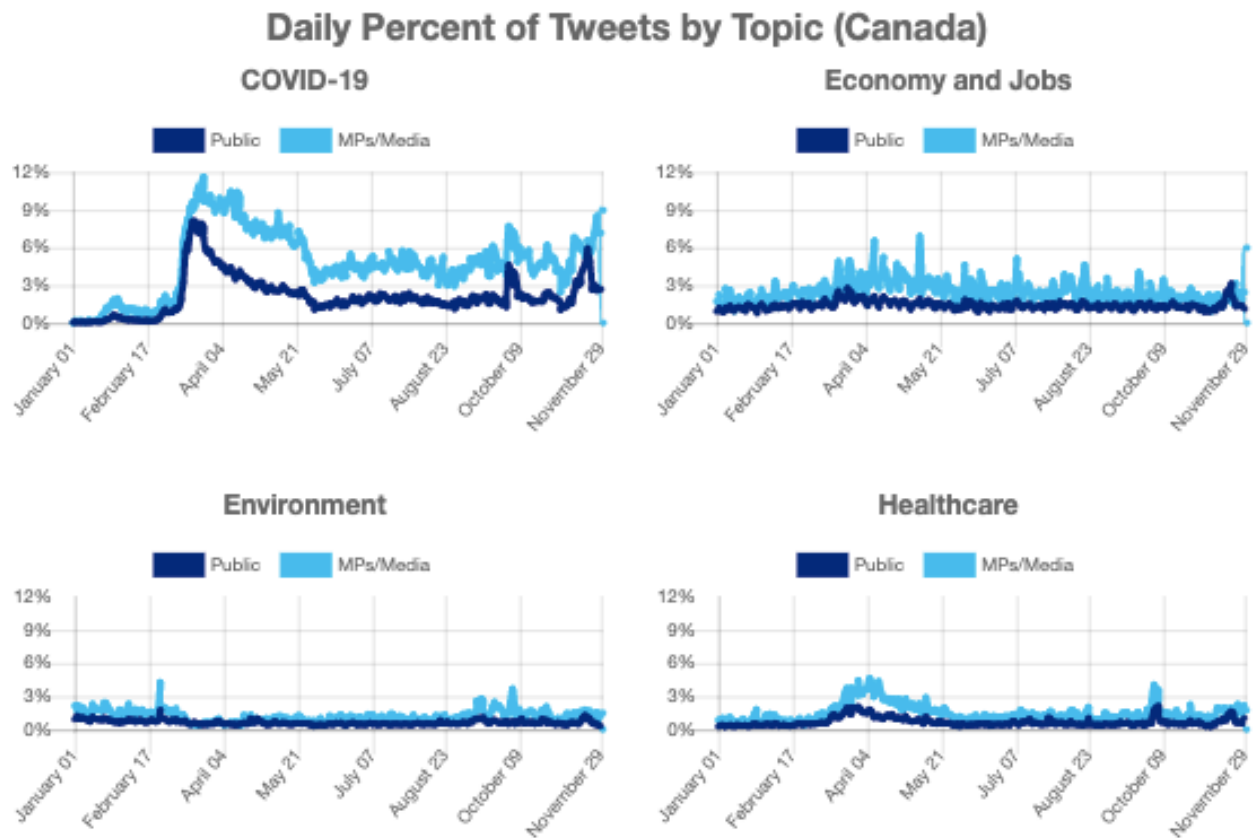 Daily Percent of Tweets by Topic (Canada)
COVID-19
Public MPs/Media
12%
9%
6%
3%
0%
January 01
February 17
April 04
May 21
July 07
August 23
October 09
November 29
Economy and Jobs
Public MPs/Media
12%
9%
6%
3%
0%
January 01
February 17
April 04
May 21
July 07
August 23
October 09
November 29
Environment
Public MPs/Media
12%
9%
6%
3%
0%
January 01
February 17
April 04
May 21
July 07
August 23
October 09
November 29
Healthcare
Public MPs/Media
12%
9%
6%
3%
0%
January 01
February 17
April 04
May 21
July 07
August 23
October 09
November 29